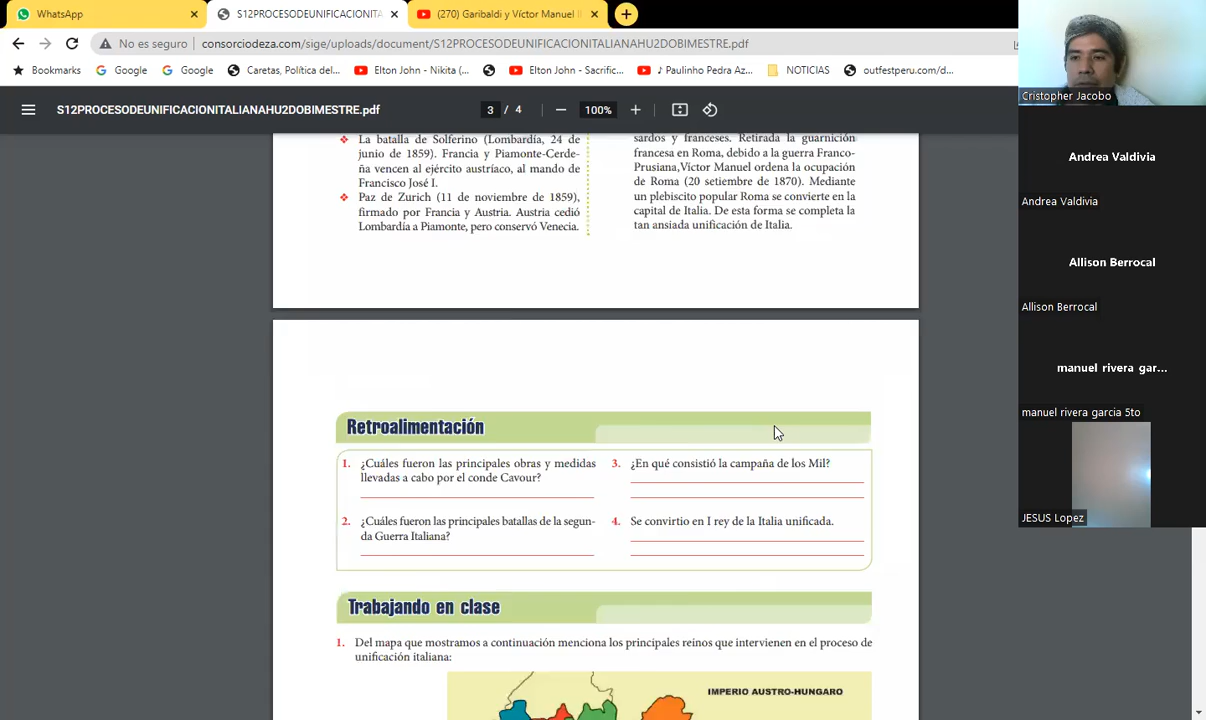 WhatsApp
S12PROCESODEUNIFICACIONITA
(270) Garibaldi y Víctor Manuel I
No es seguro
consorciodeza.com/sige/uploads/document/S12PROCESODEUNIFICACIONITALIANAHU2DOBIMESTRE.pdf
Bookmarks
Google
Google
Caretas, Política del...
Elton John - Nikita (...
Elton John - Sacrific...
♪ Paulinho Pedra Az...
NOTICIAS
outfestperu.com/d...
S12PROCESODEUNIFICACIONITALIANAHU2DOBIMESTRE.pdf
3 / 4
100%
❖ La batalla de Solferino (Lombardía, 24 de
junio de 1859). Francia y Piamonte-Cerde-
ña vencen al ejército austríaco, al mando de
Francisco José I.
❖ Paz de Zurich (11 de noviembre de 1859),
firmado por Francia y Austria. Austria cedió
Lombardía a Piamonte, pero conservó Venecia.
sardos y franceses. Retirada la guarnición
francesa en Roma, debido a la guerra Franco-
Prusiana,Víctor Manuel ordena la ocupación
de Roma (20 setiembre de 1870). Mediante
un plebiscito popular Roma se convierte en la
capital de Italia. De esta forma se completa la
tan ansiada unificación de Italia.
Retroalimentación
1. ¿Cuáles fueron las principales obras y medidas
llevadas a cabo por el conde Cavour?
2. ¿Cuáles fueron las principales batallas de la segun-
da Guerra Italiana?
3. ¿En qué consistió la campaña de los Mil?
4. Se convirtio en I rey de la Italia unificada.
Trabajando en clase
1. Del mapa que mostramos a continuación menciona los principales reinos que intervienen en el proceso de
unificación italiana:
IMPERIO AUSTRO-HUNGARO
Cristopher Jacobo
Andrea Valdivia
Andrea Valdivia
Allison Berrocal
Allison Berrocal
manuel rivera gar...
manuel rivera garcia 5to
JESUS Lopez